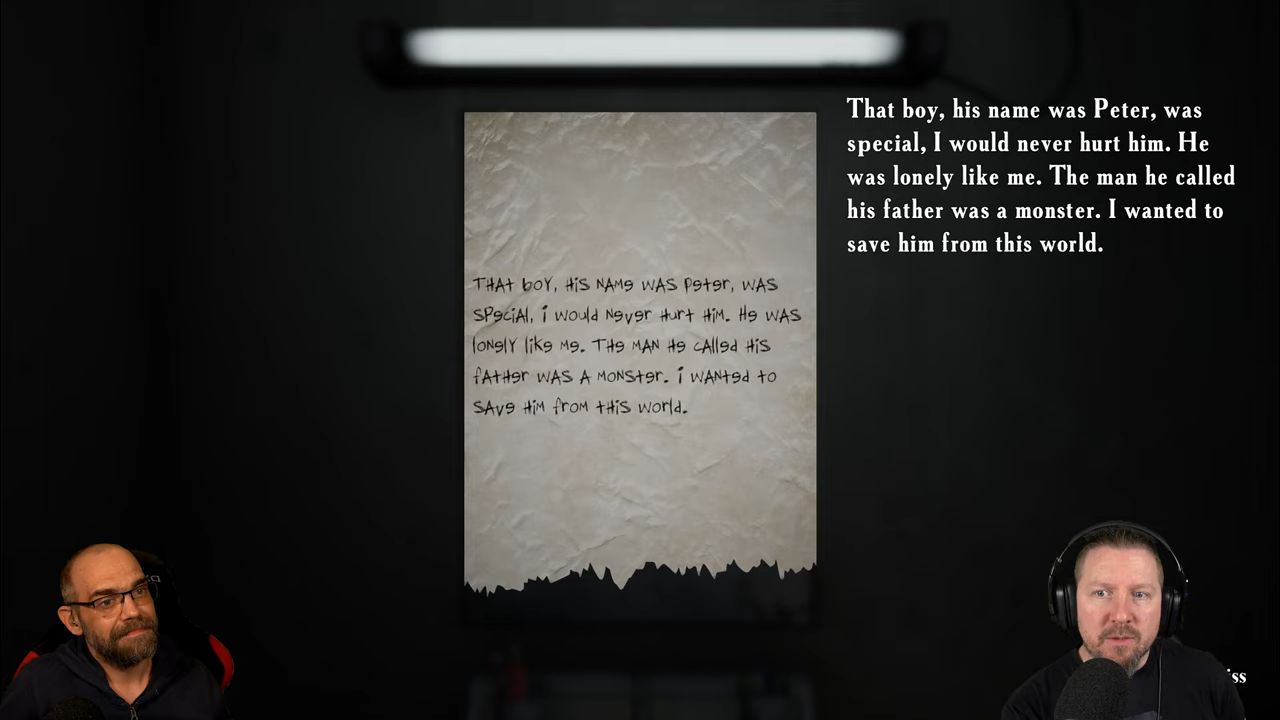 That boy, his name was Peter, was
special, I would never hurt him. He
was lonely like me. The man he called
his father was a monster. I wanted to
save him from this world.
THAT boY, HiS NAMe WAS PeTer, WAS
SPeciAl, i would Never HurT HiM. He WAS
loNelY like Me. THe MAN He cAlled HiS
fATHer WAS A MoNSTer. i wANTed To
SAve HiM froM THiS world.